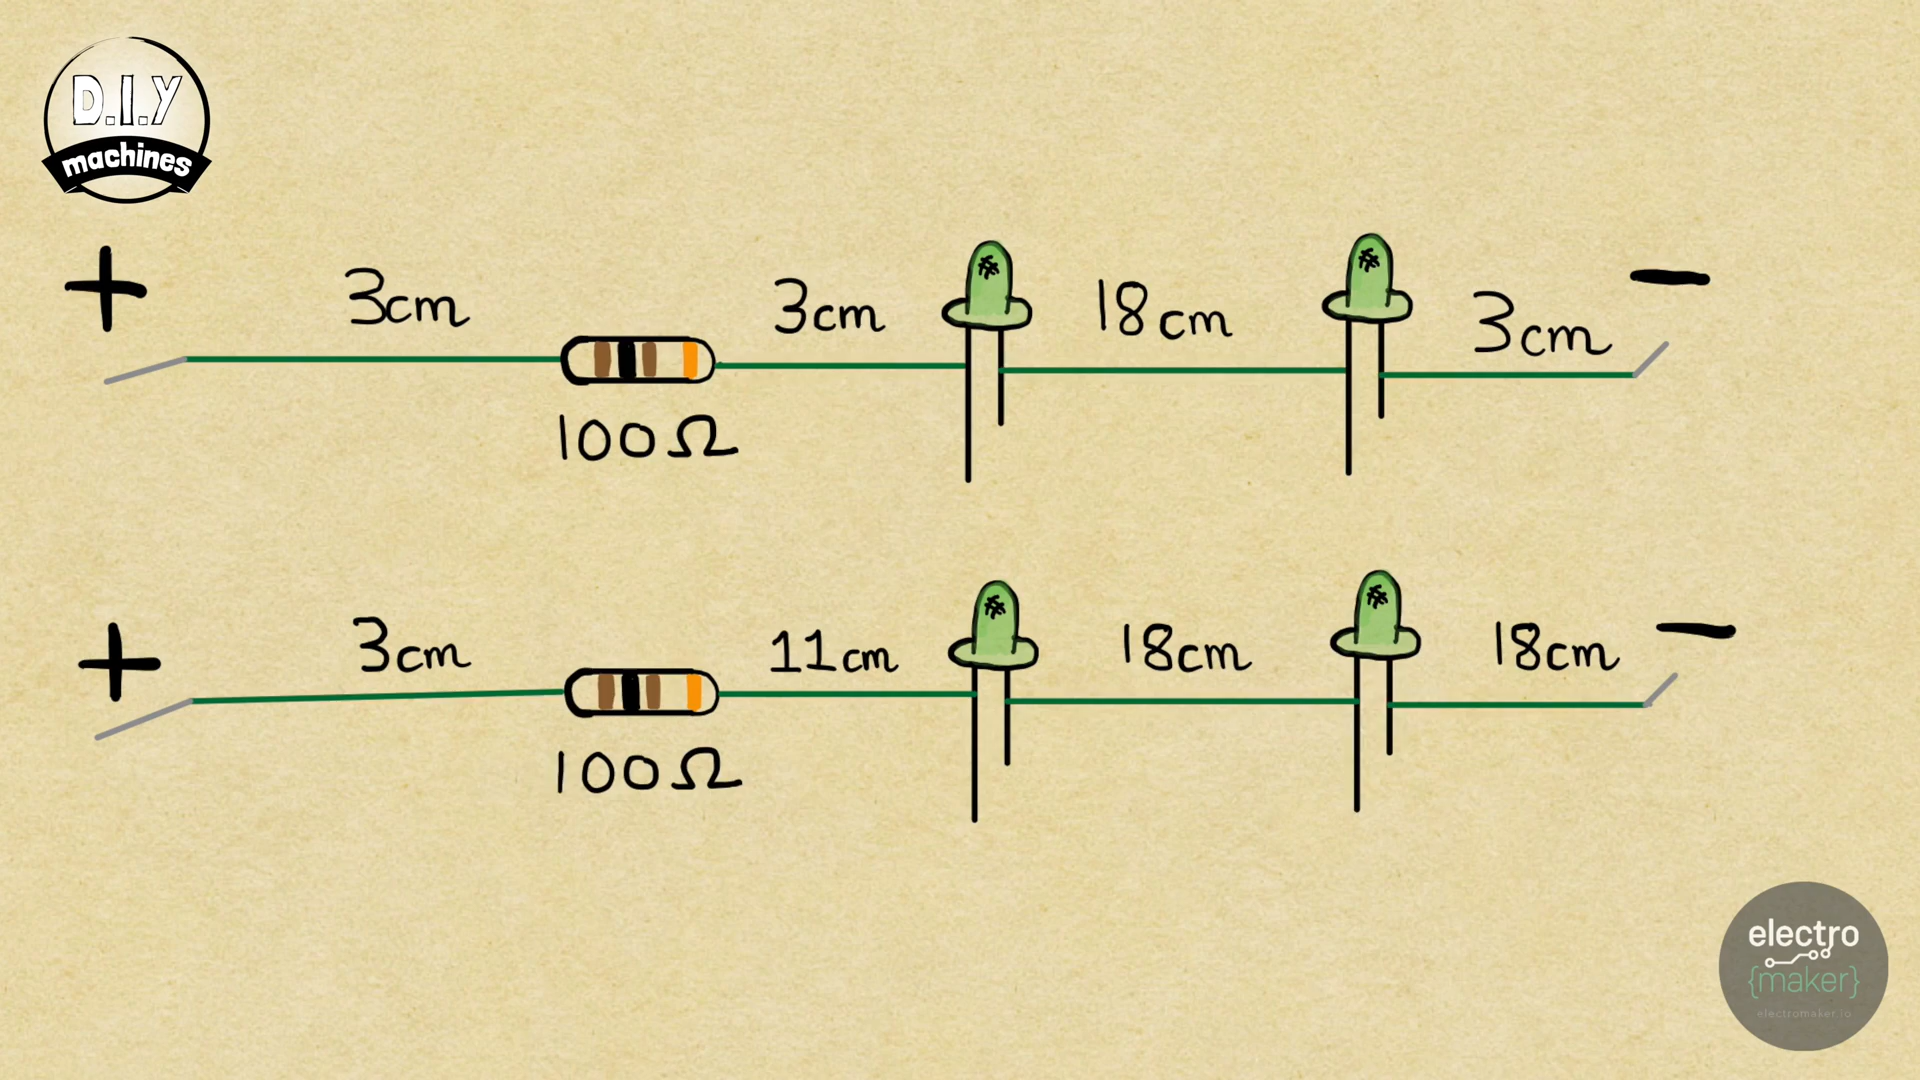 D.I.Y
machines
+ 3cm 3cm 18cm 3cm −
100Ω
+ 3cm 11cm 18cm 18cm −
100Ω
electro
{maker}
electromaker.io